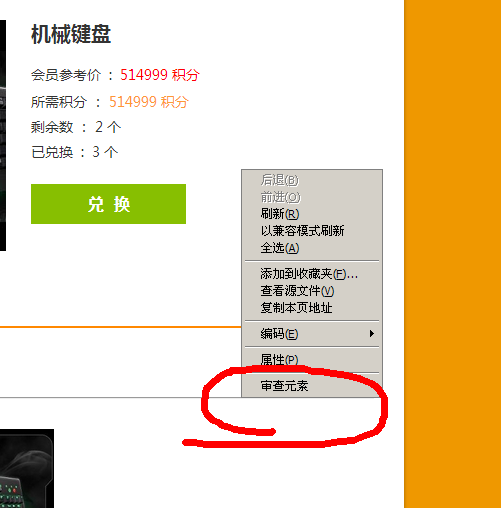 机械键盘
会员参考价 : 514999 积分
所需积分 : 514999 积分
剩余数 : 2 个
已兑换 : 3 个
兑 换
后退(B)
前进(O)
刷新(R)
以兼容模式刷新
全选(A)
添加到收藏夹(F)...
查看源文件(V)
复制本页地址
编码(E)
属性(P)
审查元素